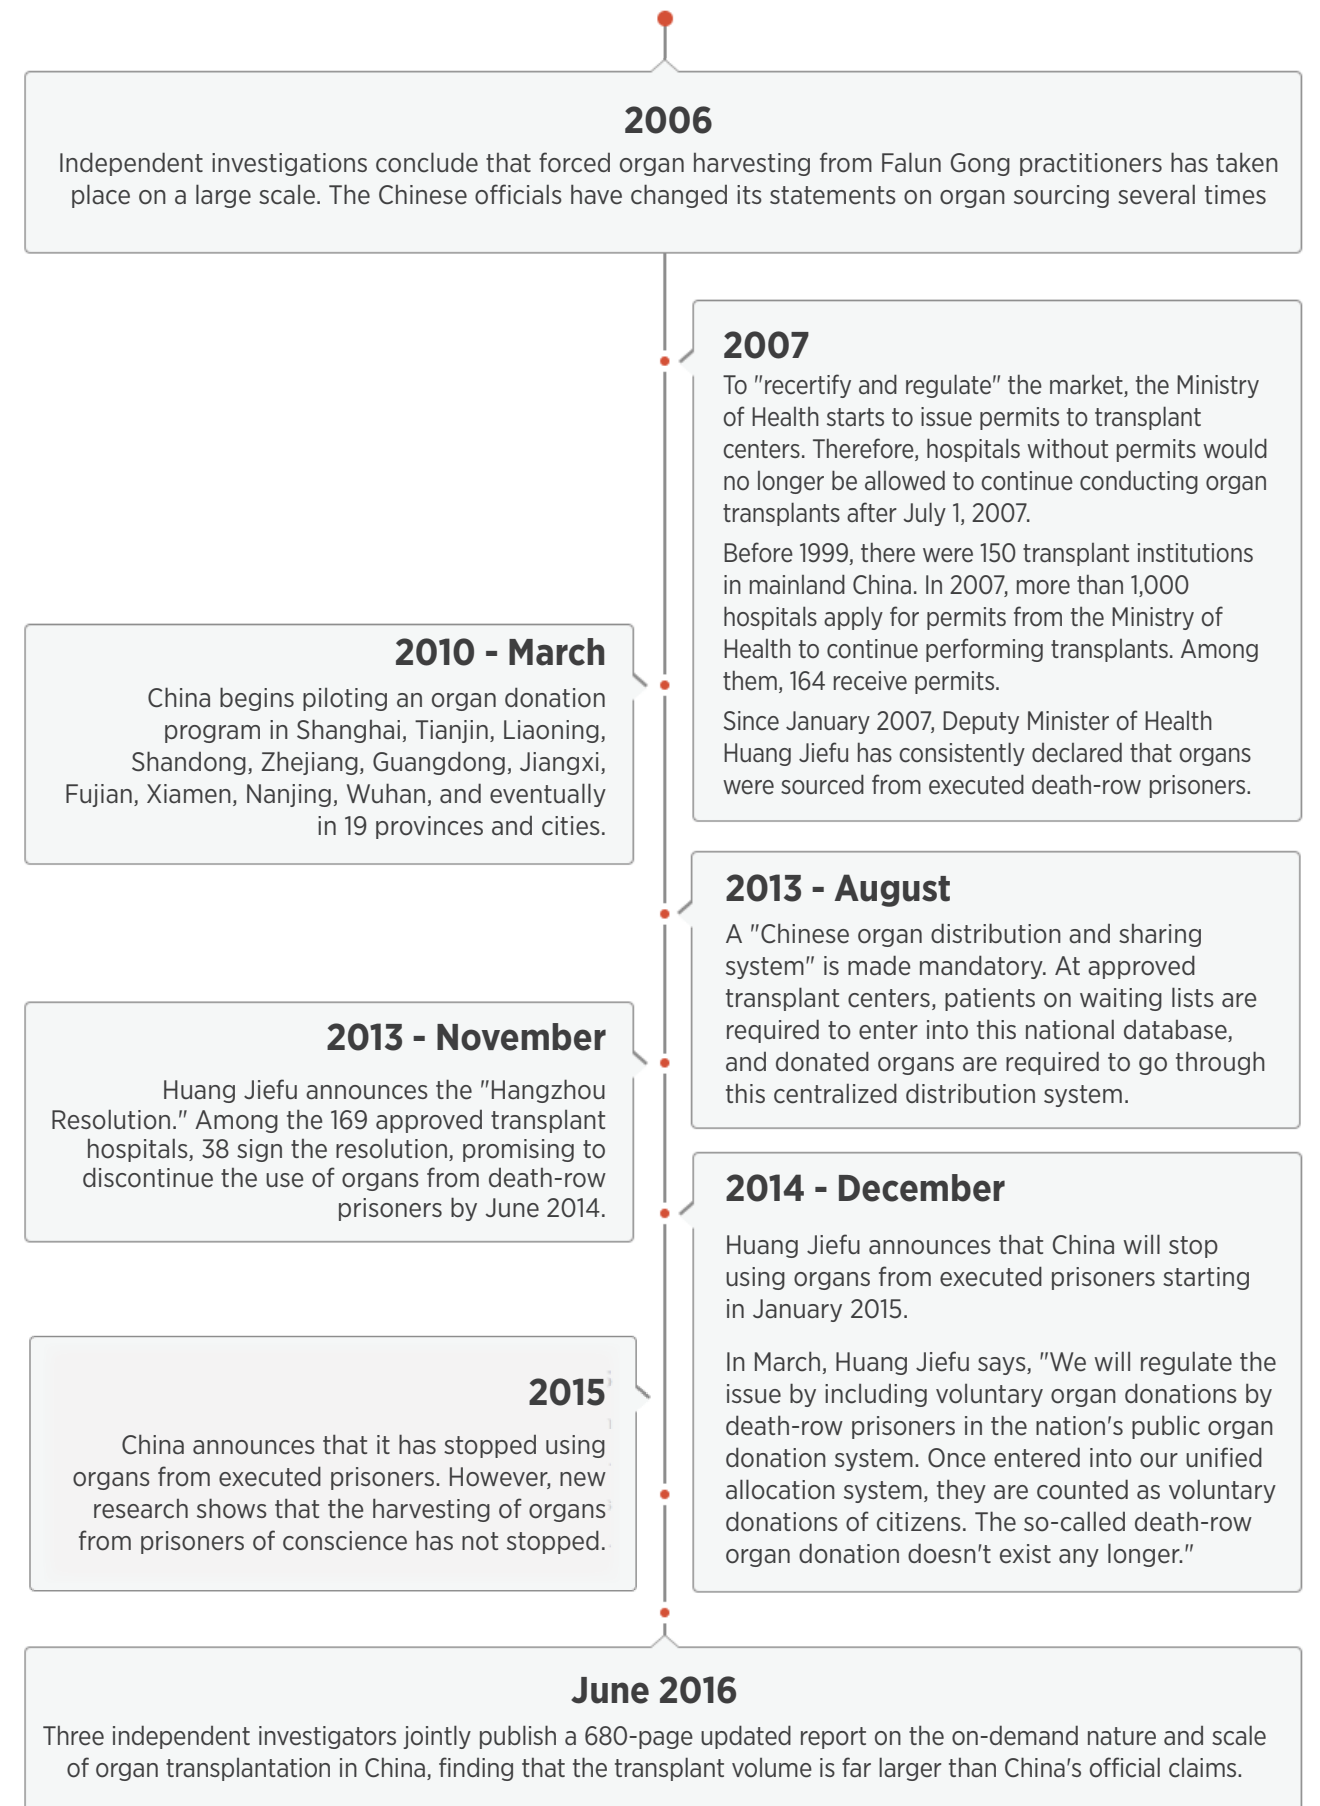 2006
Independent investigations conclude that forced organ harvesting from Falun Gong practitioners has taken
place on a large scale. The Chinese officials have changed its statements on organ sourcing several times
2007
To "recertify and regulate" the market, the Ministry
of Health starts to issue permits to transplant
centers. Therefore, hospitals without permits would
no longer be allowed to continue conducting organ
transplants after July 1, 2007.
Before 1999, there were 150 transplant institutions
in mainland China. In 2007, more than 1,000
hospitals apply for permits from the Ministry of
Health to continue performing transplants. Among
them, 164 receive permits.
Since January 2007, Deputy Minister of Health
Huang Jiefu has consistently declared that organs
were sourced from executed death-row prisoners.
2010 - March
China begins piloting an organ donation
program in Shanghai, Tianjin, Liaoning,
Shandong, Zhejiang, Guangdong, Jiangxi,
Fujian, Xiamen, Nanjing, Wuhan, and eventually
in 19 provinces and cities.
2013 - August
A "Chinese organ distribution and sharing
system" is made mandatory. At approved
transplant centers, patients on waiting lists are
required to enter into this national database,
and donated organs are required to go through
this centralized distribution system.
2013 - November
Huang Jiefu announces the "Hangzhou
Resolution." Among the 169 approved transplant
hospitals, 38 sign the resolution, promising to
discontinue the use of organs from death-row
prisoners by June 2014.
2014 - December
Huang Jiefu announces that China will stop
using organs from executed prisoners starting
in January 2015.
In March, Huang Jiefu says, "We will regulate the
issue by including voluntary organ donations by
death-row prisoners in the nation's public organ
donation system. Once entered into our unified
allocation system, they are counted as voluntary
donations of citizens. The so-called death-row
organ donation doesn't exist any longer."
2015
China announces that it has stopped using
organs from executed prisoners. However, new
research shows that the harvesting of organs
from prisoners of conscience has not stopped.
June 2016
Three independent investigators jointly publish a 680-page updated report on the on-demand nature and scale
of organ transplantation in China, finding that the transplant volume is far larger than China's official claims.